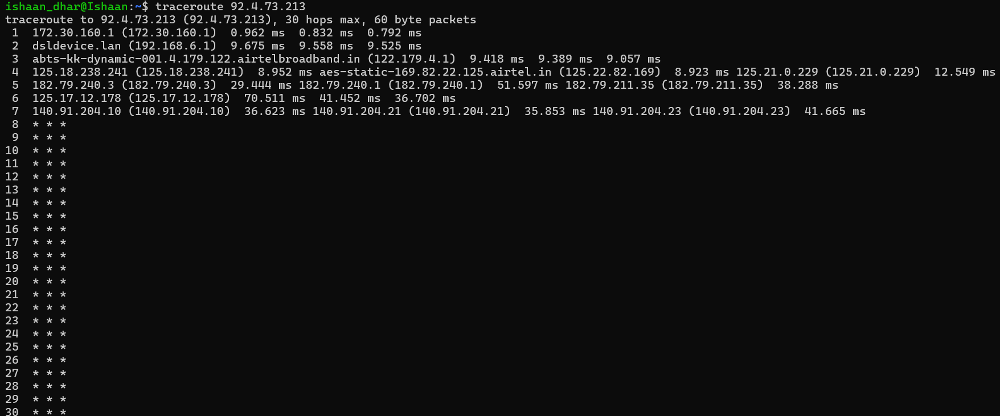 ishaan_dhar@Ishaan:~$ traceroute 92.4.73.213
traceroute to 92.4.73.213 (92.4.73.213), 30 hops max, 60 byte packets
 1  172.30.160.1 (172.30.160.1)  0.962 ms  0.832 ms  0.792 ms
 2  dsldevice.lan (192.168.6.1)  9.675 ms  9.558 ms  9.525 ms
 3  abts-kk-dynamic-001.4.179.122.airtelbroadband.in (122.179.4.1)  9.418 ms  9.389 ms  9.057 ms
 4  125.18.238.241 (125.18.238.241)  8.952 ms aes-static-169.82.22.125.airtel.in (125.22.82.169)  8.923 ms 125.21.0.229 (125.21.0.229)  12.549 ms
 5  182.79.240.3 (182.79.240.3)  29.444 ms 182.79.240.1 (182.79.240.1)  51.597 ms 182.79.211.35 (182.79.211.35)  38.288 ms
 6  125.17.12.178 (125.17.12.178)  70.511 ms  41.452 ms  36.702 ms
 7  140.91.204.10 (140.91.204.10)  36.623 ms 140.91.204.21 (140.91.204.21)  35.853 ms 140.91.204.23 (140.91.204.23)  41.665 ms
 8  * * *
 9  * * *
10  * * *
11  * * *
12  * * *
13  * * *
14  * * *
15  * * *
16  * * *
17  * * *
18  * * *
19  * * *
20  * * *
21  * * *
22  * * *
23  * * *
24  * * *
25  * * *
26  * * *
27  * * *
28  * * *
29  * * *
30  * * *